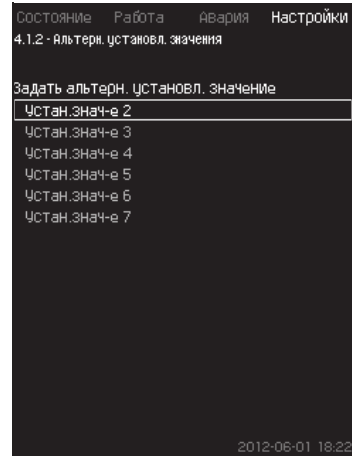 Состояние Работа Авария Настройки
4.1.2 - Альтерн. установл. значения
Задать альтерн. установл. значение
Устан.знач-е 2
Устан.знач-е 3
Устан.знач-е 4
Устан.знач-е 5
Устан.знач-е 6
Устан.знач-е 7
2012-06-01 18:22